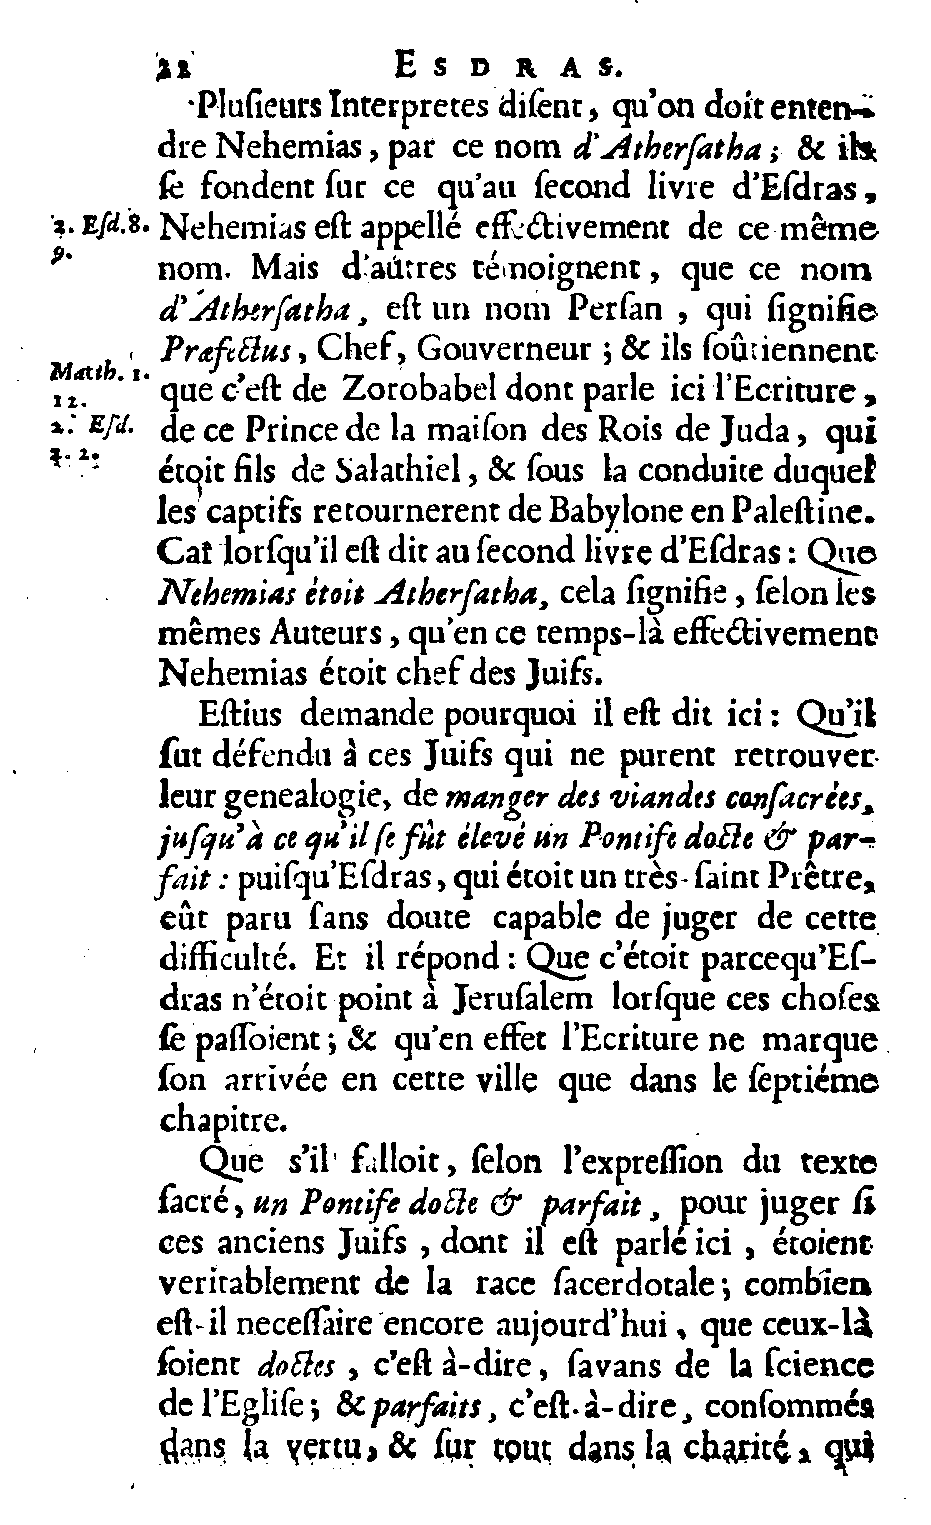 22 ESDRAS.
Pluſieurs Interpretes diſent, qu'on doit enten-
dre Nehemias, par ce nom d'Atherſatha; & ils
ſe fondent ſur ce qu'au ſecond livre d'Eſdras,
2. Eſd. 8. Nehemias eſt appellé effectivement de ce même
9. nom. Mais d'autres témoignent, que ce nom
d'Atherſatha, eſt un nom Perſan, qui ſignifie
Præfectus, Chef, Gouverneur; & ils ſoûtiennent
Matth. 1. que c'eſt de Zorobabel dont parle ici l'Ecriture,
12.
2. Eſd. de ce Prince de la maiſon des Rois de Juda, qui
7. 2. étoit fils de Salathiel, & ſous la conduite duquel
les captifs retournerent de Babylone en Paleſtine.
Car lorſqu'il eſt dit au ſecond livre d'Eſdras: Que
Nehemias étoit Atherſatha, cela ſignifie, ſelon les
mêmes Auteurs, qu'en ce temps-là effectivement
Nehemias étoit chef des Juifs.
Eſtius demande pourquoi il eſt dit ici: Qu'il
fut défendu à ces Juifs qui ne purent retrouver
leur genealogie, de manger des viandes conſacrées,
juſqu'à ce qu'il ſe fût élevé un Pontife docte & par-
fait: puiſqu'Eſdras, qui étoit un très-ſaint Prêtre,
eût paru ſans doute capable de juger de cette
difficulté. Et il répond: Que c'étoit parcequ'Eſ-
dras n'étoit point à Jeruſalem lorſque ces choſes
ſe paſſoient; & qu'en effet l'Ecriture ne marque
ſon arrivée en cette ville que dans le ſeptiéme
chapitre.
Que s'il falloit, ſelon l'expreſſion du texte
ſacré, un Pontife docte & parfait, pour juger ſi
ces anciens Juifs, dont il eſt parlé ici, étoient
veritablement de la race ſacerdotale; combien
eſt-il neceſſaire encore aujourd'hui, que ceux-là
ſoient doctes, c'eſt à-dire, ſavans de la ſcience
de l'Egliſe; & parfaits, c'eſt-à-dire, conſommés
dans la vertu, & ſur tout dans la charité, qui